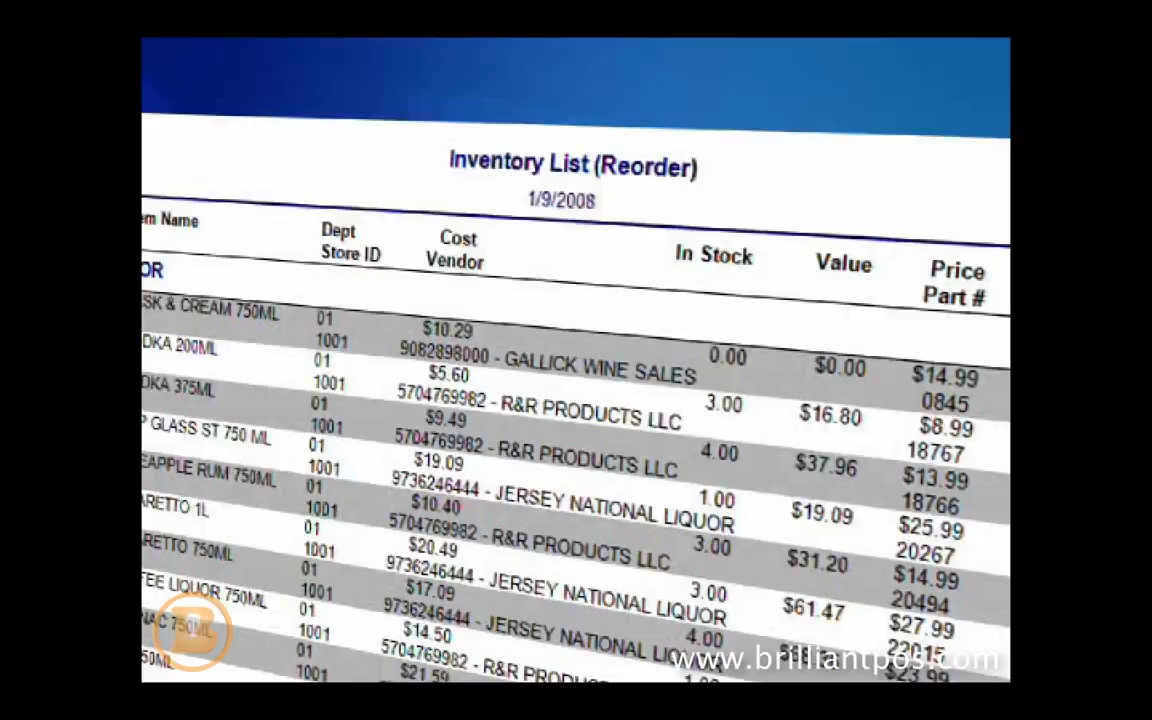 Inventory List (Reorder)
1/9/2008
em Name Dept Cost In Stock Value Price
Store ID Vendor Part #
OR
SK & CREAM 750ML 01 $10.29 0.00 $0.00 $14.99
1001 9082898000 - GALLICK WINE SALES 0845
DKA 200ML 01 $5.60 3.00 $16.80 $8.99
1001 5704769982 - R&R PRODUCTS LLC 18767
DKA 375ML 01 $9.49 4.00 $37.96 $13.99
1001 5704769982 - R&R PRODUCTS LLC 18766
P GLASS ST 750 ML 01 $19.09 1.00 $19.09 $25.99
1001 9736246444 - JERSEY NATIONAL LIQUOR 20267
EAPPLE RUM 750ML 01 $10.40 3.00 $31.20 $14.99
1001 5704769982 - R&R PRODUCTS LLC 20494
ARETTO 1L 01 $20.49 3.00 $61.47 $27.99
1001 9736246444 - JERSEY NATIONAL LIQUOR
ARETTO 750ML 01 $17.09 4.00 $23.99
1001 9736246444 - JERSEY NATIONAL
FEE LIQUOR 750ML 01 $14.50
1001 5704769982 - R&R
NAC 750ML 01 $21.59
1001
50ML
B
www.brilliantpos.com